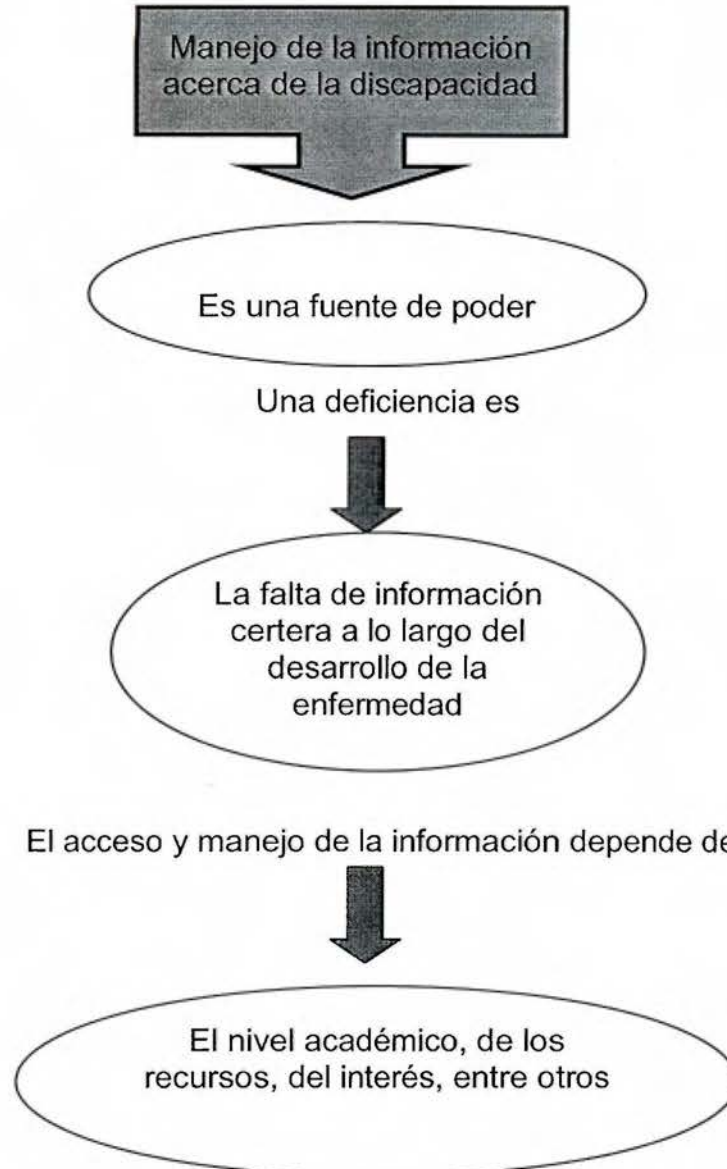 Manejo de la información
acerca de la discapacidad
Es una fuente de poder
Una deficiencia es
La falta de información
certera a lo largo del
desarrollo de la
enfermedad
El acceso y manejo de la información depende de
El nivel académico, de los
recursos, del interés, entre otros